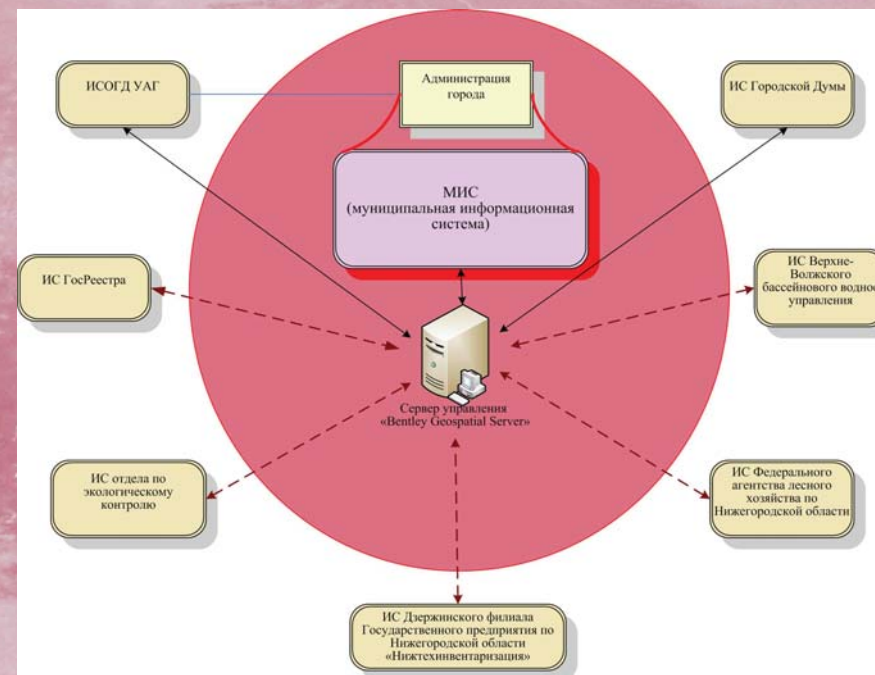 ИСОГД УАГ
Администрация
города
ИС Городской Думы
МИС
(муниципальная информационная
система)
ИС ГосРеестра
ИС Верхне-
Волжского
бассейнового водного
управления
Сервер управления
«Bentley Geospatial Server»
ИС отдела по
экологическому
контролю
ИС Федерального
агентства лесного
хозяйства по
Нижегородской области
ИС Дзержинского филиала
Государственного предприятия по
Нижегородской области
«Нижтехинвентаризация»